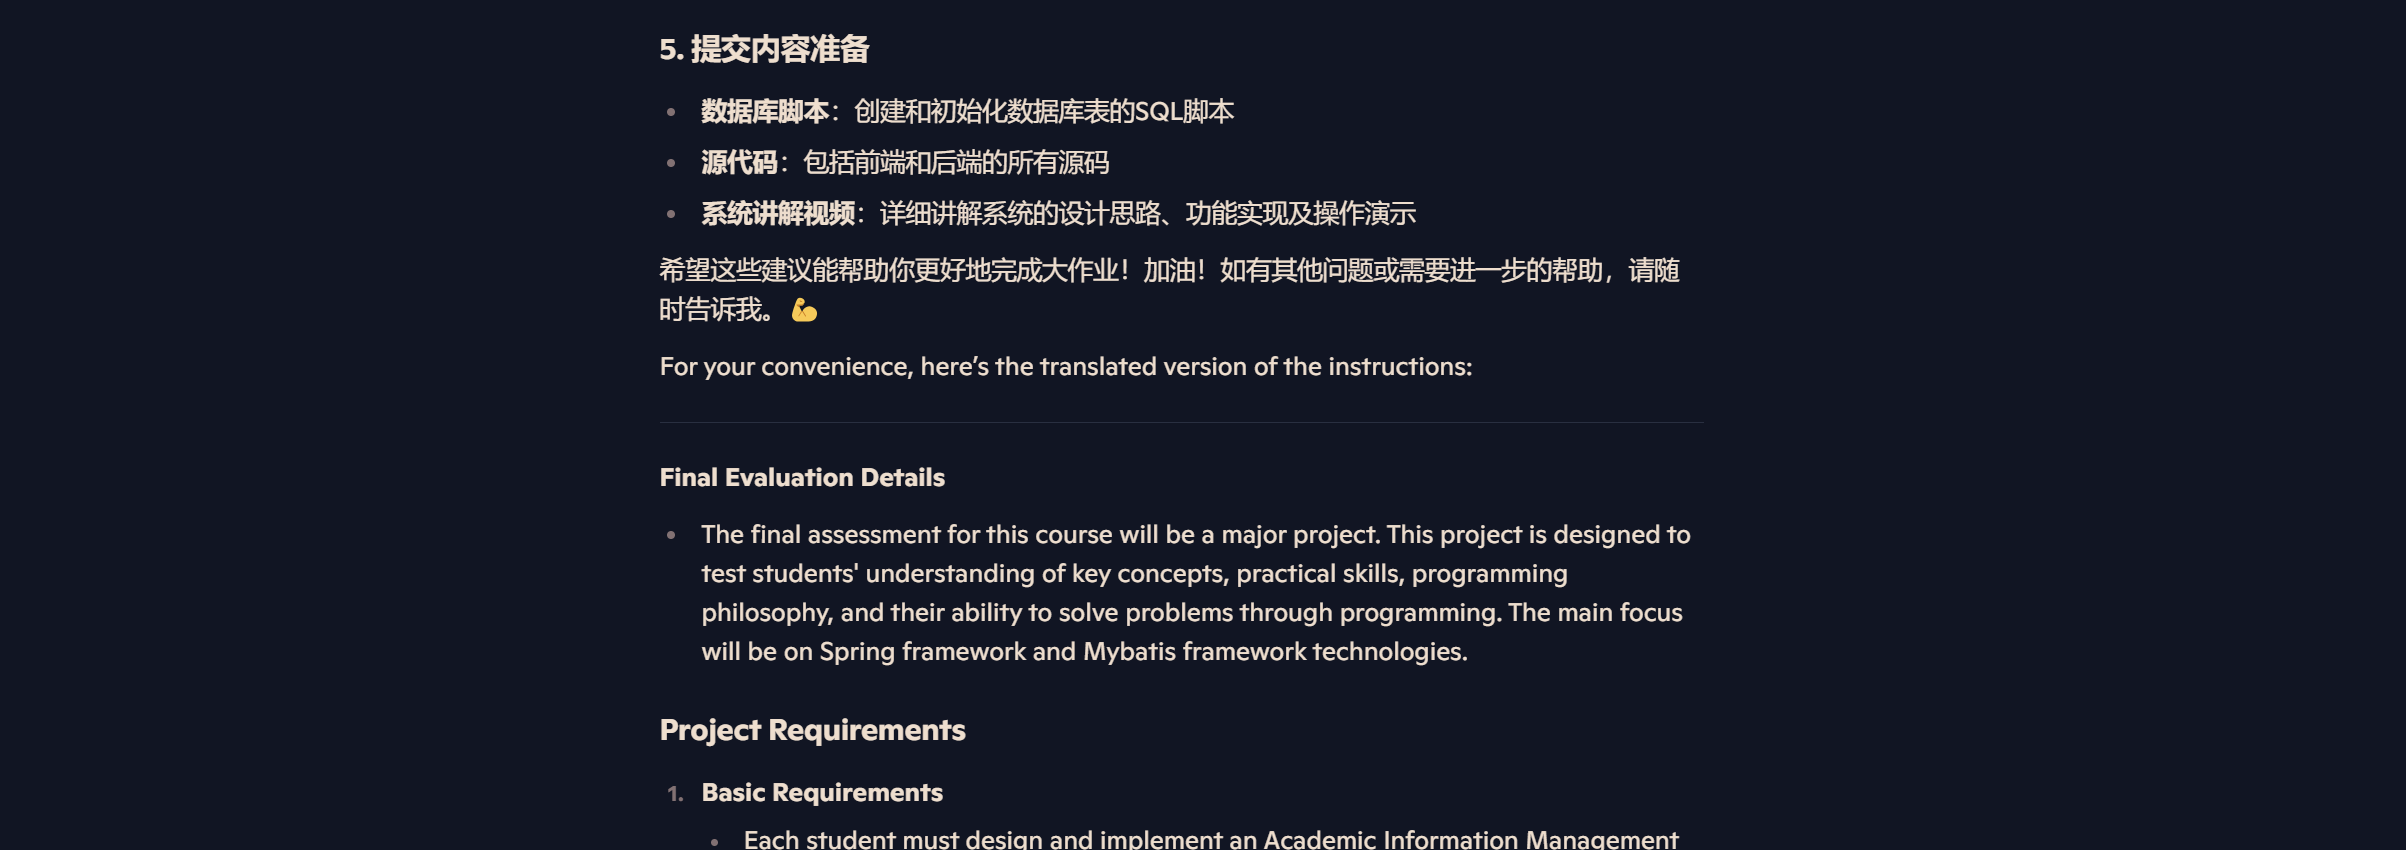 5. 提交内容准备
数据库脚本：创建和初始化数据库表的SQL脚本
源代码：包括前端和后端的所有源码
系统讲解视频：详细讲解系统的设计思路、功能实现及操作演示
希望这些建议能帮助你更好地完成大作业！加油！如有其他问题或需要进一步的帮助，请随
时告诉我。💪
For your convenience, here’s the translated version of the instructions:
Final Evaluation Details
The final assessment for this course will be a major project. This project is designed to
test students' understanding of key concepts, practical skills, programming
philosophy, and their ability to solve problems through programming. The main focus
will be on Spring framework and Mybatis framework technologies.
Project Requirements
1. Basic Requirements
Each student must design and implement an Academic Information Management